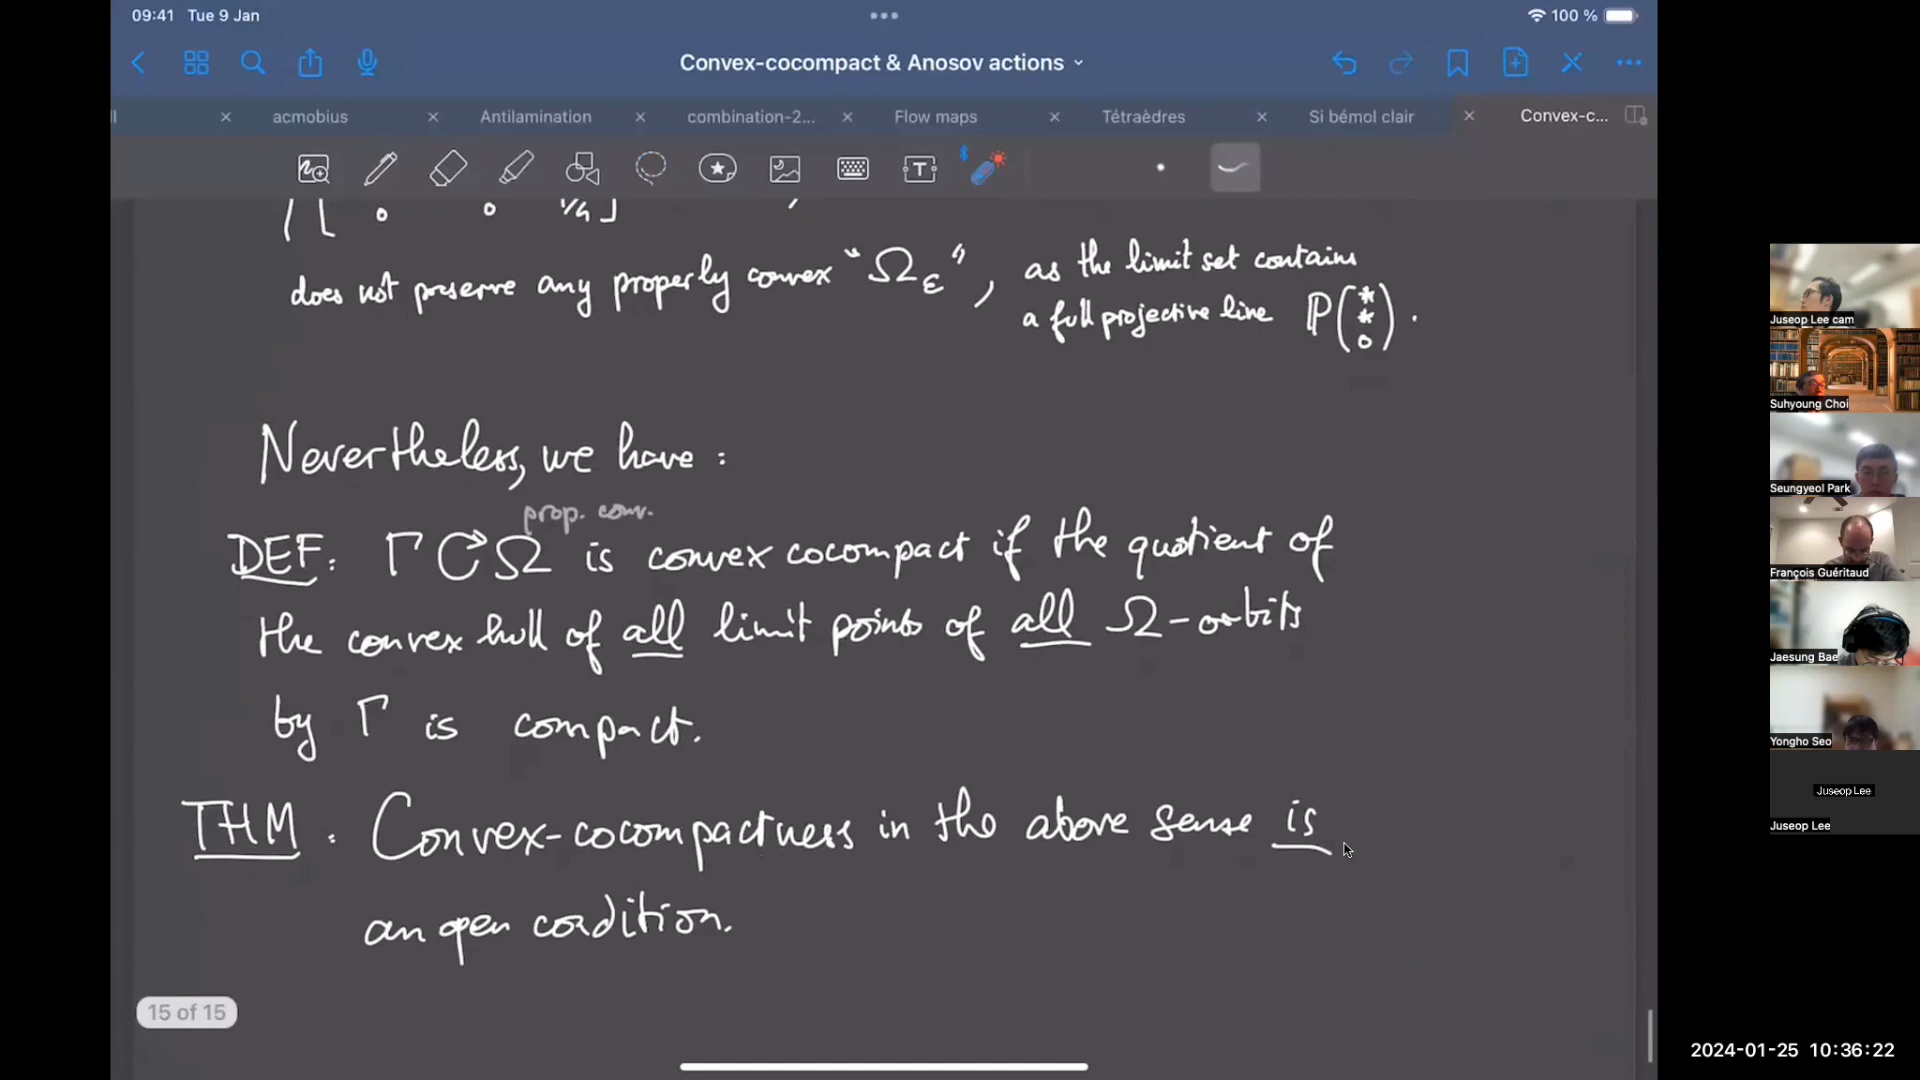 09:41 Tue 9 Jan
100 %
Convex-cocompact & Anosov actions
acmobius
Antilamination
combination-2...
Flow maps
Tétraèdres
Si bémol clair
Convex-c...
0 0 1/4
does not preserve any properly convex "Ω_ε", as the limit set contains
a full projective line ℙ(* * 0).
Nevertheless, we have :
prop. conv.
DEF: Γ ↻ Ω is convex cocompact if the quotient of
the convex hull of all limit points of all Ω-orbits
by Γ is compact.
THM. Convex-cocompactness in the above sense is
an open condition.
15 of 15
Juseop Lee cam
Suhyoung Choi
Seungyeol Park
François Guéritaud
Jaesung Bae
Yongho Seo
Juseop Lee
Juseop Lee
2024-01-25 10:36:22